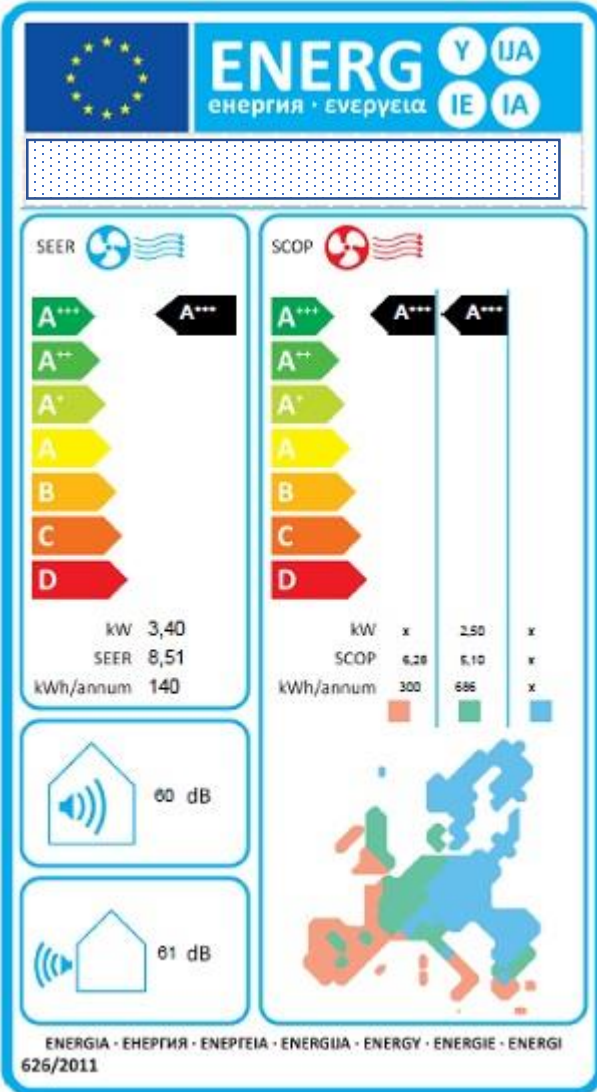 ENERG Y IJA
енергия · ενεργεια IE IA
SEER
A+++ A+++
A++
A+
A
B
C
D
kW 3,40
SEER 8,51
kWh/annum 140
SCOP
A+++ A+++ A+++
A++
A+
A
B
C
D
kW x 2,50 x
SCOP 6,28 5,10 x
kWh/annum 300 686 x
60 dB
61 dB
ENERGIA · ЕНЕРГИЯ · ΕΝΕΡΓΕΙΑ · ENERGIJA · ENERGY · ENERGIE · ENERGI
626/2011